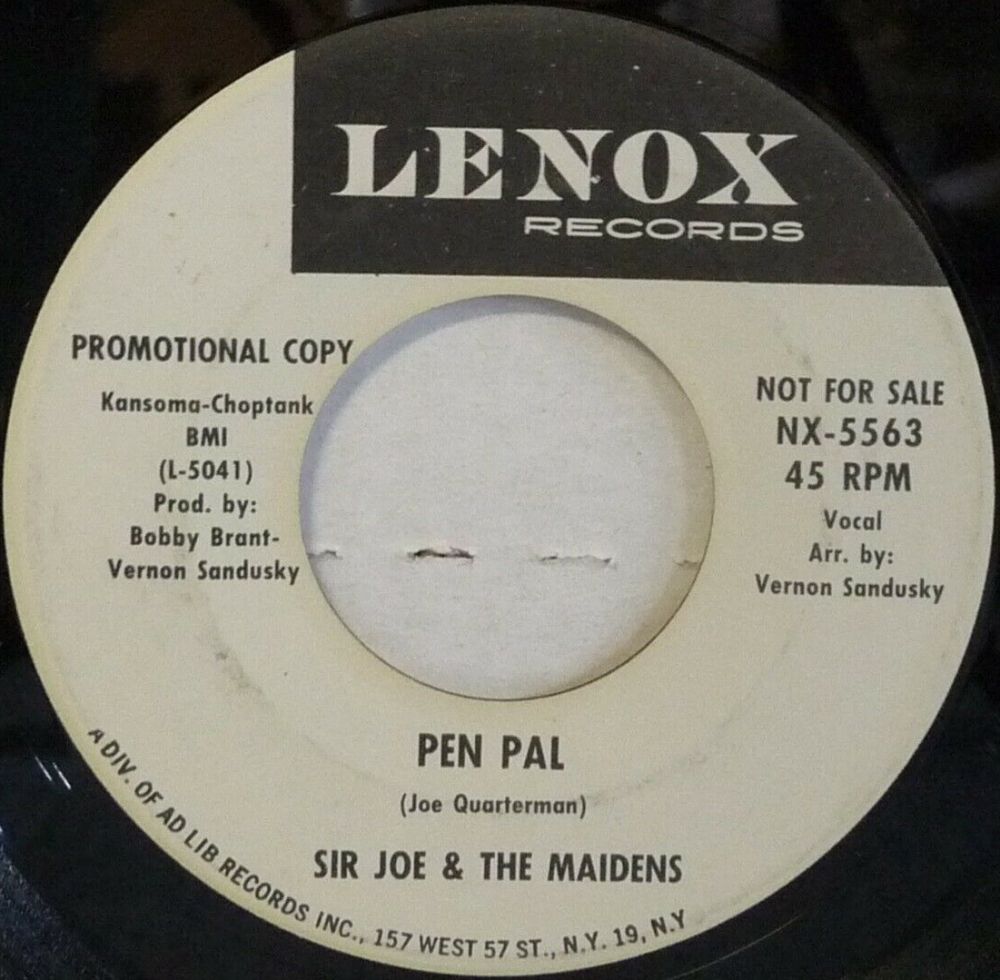 LENOX
RECORDS
PROMOTIONAL COPY
Kansoma-Choptank
BMI
(L-5041)
Prod. by:
Bobby Brant-
Vernon Sandusky
NOT FOR SALE
NX-5563
45 RPM
Vocal
Arr. by:
Vernon Sandusky
PEN PAL
(Joe Quarterman)
SIR JOE & THE MAIDENS
A DIV. OF AD LIB RECORDS INC., 157 WEST 57 ST., N.Y. 19, N.Y